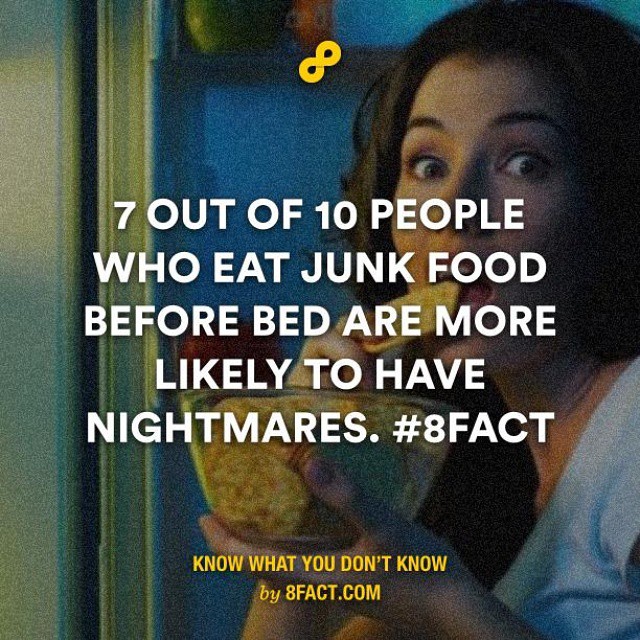 7 OUT OF 10 PEOPLE
WHO EAT JUNK FOOD
BEFORE BED ARE MORE
LIKELY TO HAVE
NIGHTMARES. #8FACT
KNOW WHAT YOU DON'T KNOW
by 8FACT.COM